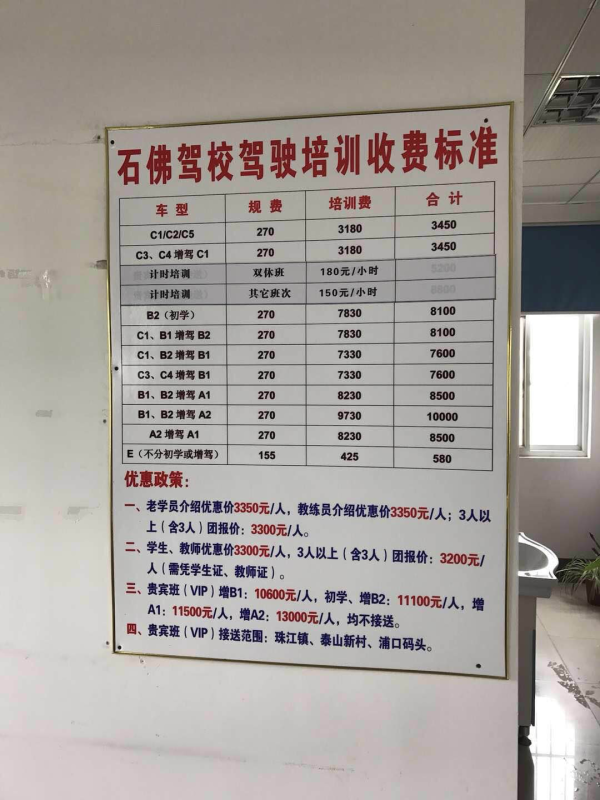 石佛驾校驾驶培训收费标准
车型 规费 培训费 合计
C1/C2/C5 270 3180 3450
C3、C4增驾C1 270 3180 3450
计时培训 双休班 180元/小时
计时培训 其它班次 150元/小时
B2（初学） 270 7830 8100
C1、B1增驾B2 270 7830 8100
C1、B2增驾B1 270 7330 7600
C3、C4增驾B1 270 7330 7600
B1、B2增驾A1 270 8230 8500
B1、B2增驾A2 270 9730 10000
A2增驾A1 270 8230 8500
E（不分初学或增驾） 155 425 580
优惠政策：
一、老学员介绍优惠价3350元/人，教练员介绍优惠价3350元/人；3人以
上（含3人）团报价：3300元/人。
二、学生、教师优惠价3300元/人，3人以上（含3人）团报价：3200元/
人（需凭学生证、教师证）。
三、贵宾班（VIP）增B1：10600元/人，初学、增B2：11100元/人，增
A1：11500元/人，增A2：13000元/人，均不接送。
四、贵宾班（VIP）接送范围：珠江镇、泰山新村、浦口码头。